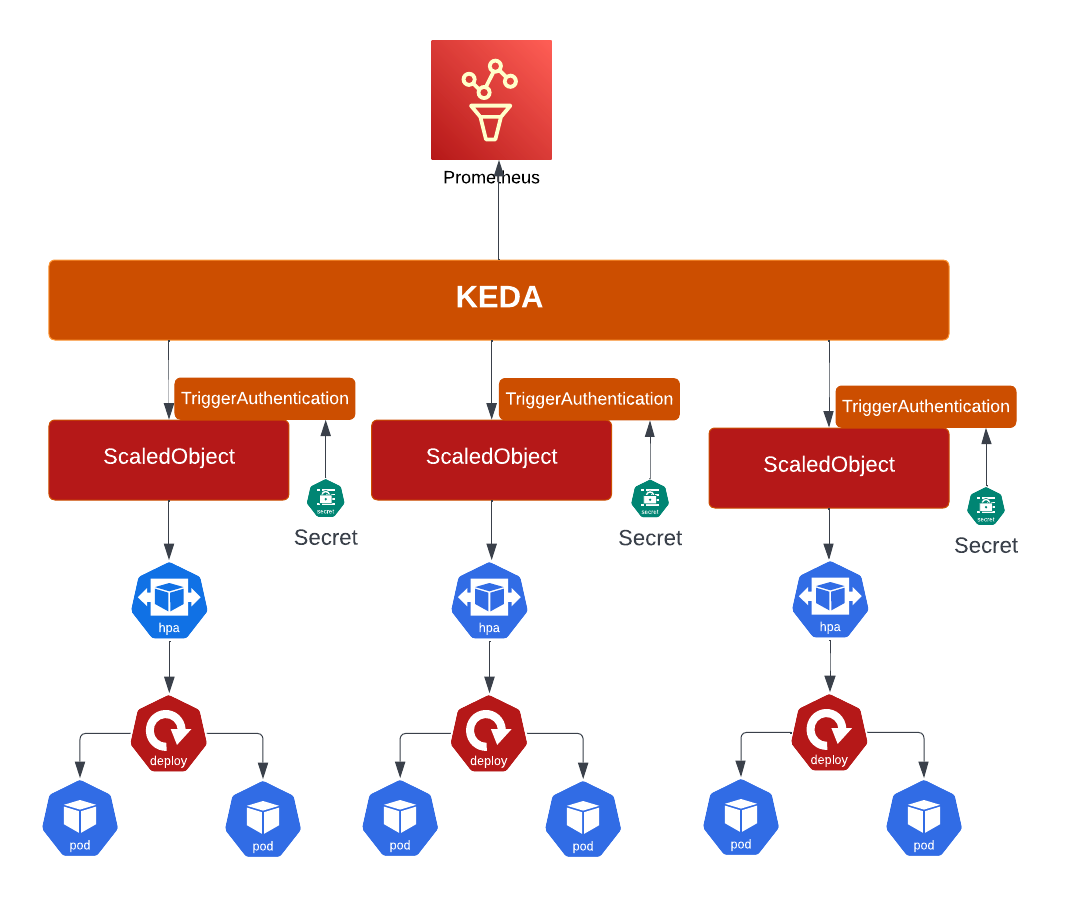 Prometheus
KEDA
TriggerAuthentication
TriggerAuthentication
TriggerAuthentication
ScaledObject
ScaledObject
ScaledObject
secret
secret
secret
Secret
Secret
Secret
hpa
hpa
hpa
deploy
deploy
deploy
pod
pod
pod
pod
pod
pod